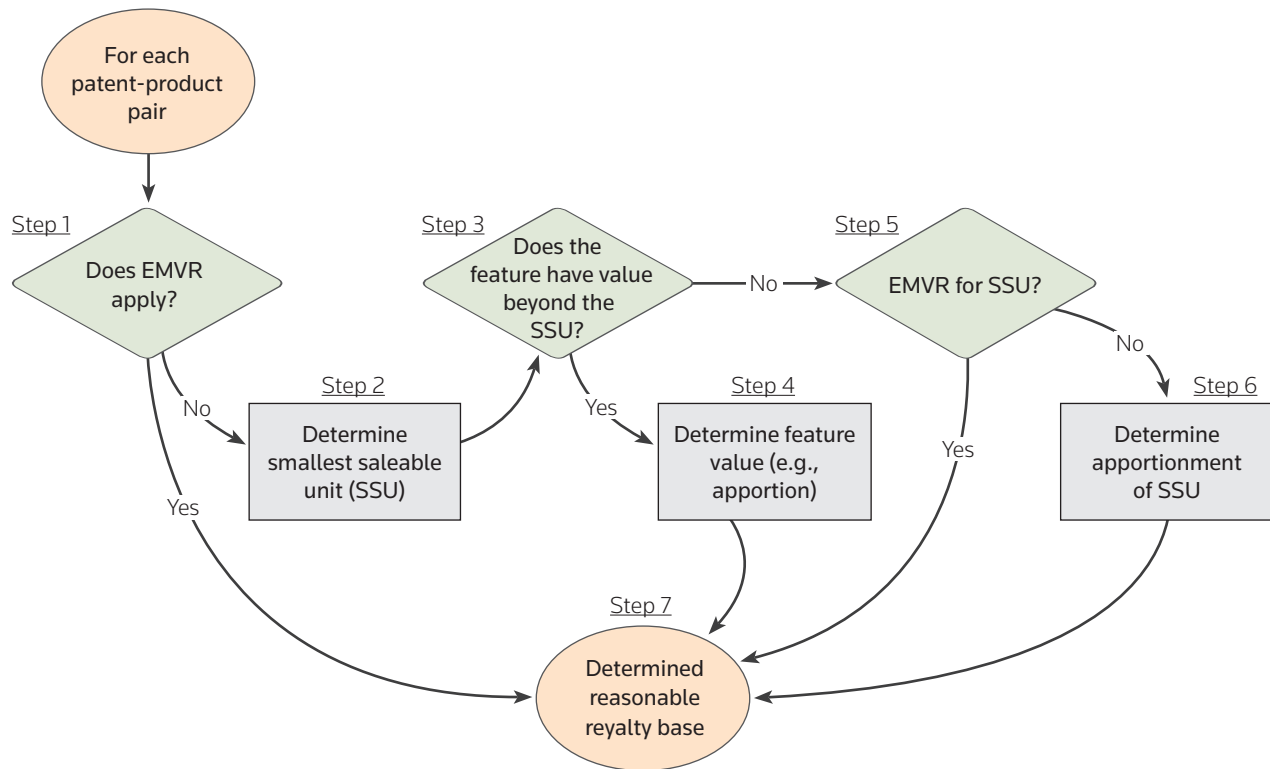 For each
patent-product
pair
Step 1
Does EMVR
apply?
No
Yes
Step 2
Determine
smallest saleable
unit (SSU)
Step 3
Does the
feature have value
beyond the
SSU?
No
Yes
Step 4
Determine feature
value (e.g.,
apportion)
Step 5
EMVR for SSU?
No
Yes
Step 6
Determine
apportionment
of SSU
Step 7
Determined
reasonable
reyalty base